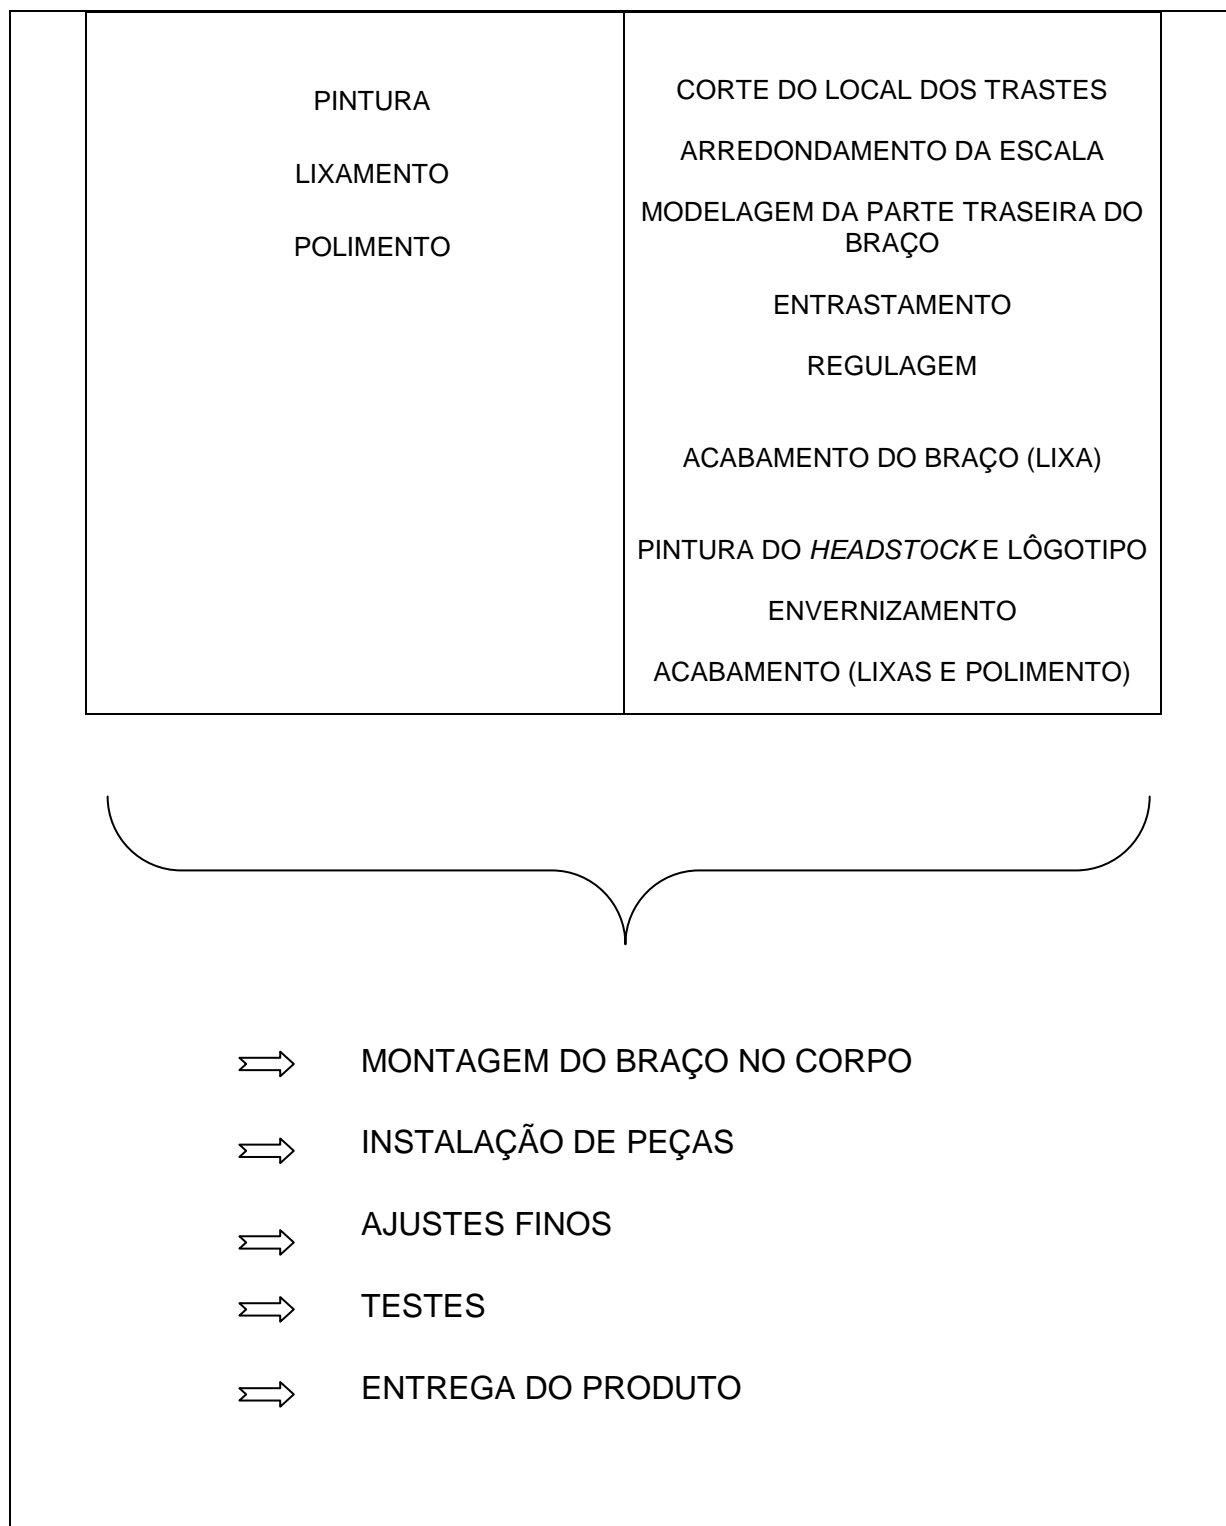 PINTURA
LIXAMENTO
POLIMENTO
CORTE DO LOCAL DOS TRASTES
ARREDONDAMENTO DA ESCALA
MODELAGEM DA PARTE TRASEIRA DO
BRAÇO
ENTRASTAMENTO
REGULAGEM
ACABAMENTO DO BRAÇO (LIXA)
PINTURA DO HEADSTOCK E LÔGOTIPO
ENVERNIZAMENTO
ACABAMENTO (LIXAS E POLIMENTO)
MONTAGEM DO BRAÇO NO CORPO
INSTALAÇÃO DE PEÇAS
AJUSTES FINOS
TESTES
ENTREGA DO PRODUTO